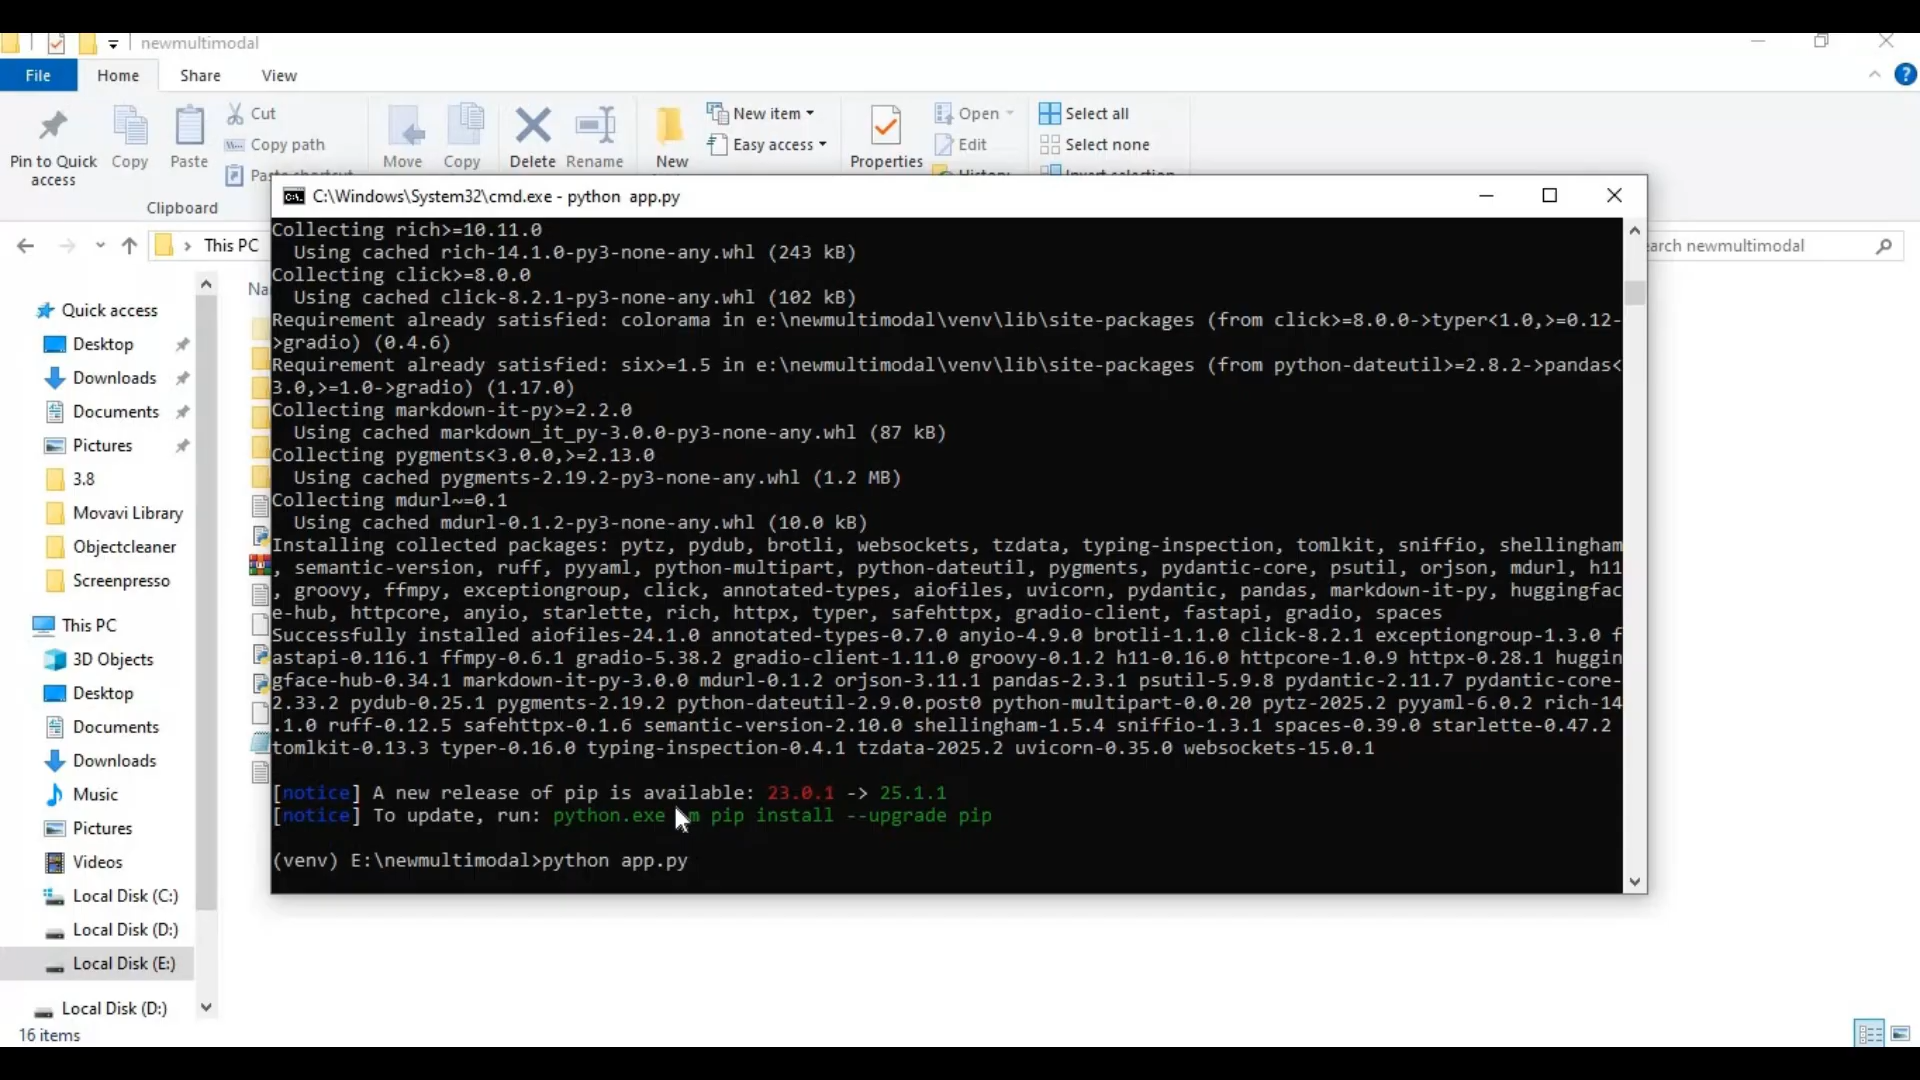 newmultimodal
File Home Share View
Pin to Quick access
Copy
Paste
Cut
Copy path
Clipboard
Move
Copy
Delete
Rename
New
New item
Easy access
Properties
Open
Edit
Select all
Select none
This PC
earch newmultimodal
Quick access
Desktop
Downloads
Documents
Pictures
3.8
Movavi Library
Objectcleaner
Screenpresso
This PC
3D Objects
Desktop
Documents
Downloads
Music
Pictures
Videos
Local Disk (C:)
Local Disk (D:)
Local Disk (E:)
Local Disk (D:)
16 items
C:\Windows\System32\cmd.exe - python  app.py
Collecting rich>=10.11.0
  Using cached rich-14.1.0-py3-none-any.whl (243 kB)
Collecting click>=8.0.0
  Using cached click-8.2.1-py3-none-any.whl (102 kB)
Requirement already satisfied: colorama in e:\newmultimodal\venv\lib\site-packages (from click>=8.0.0->typer<1.0,>=0.12-
>gradio) (0.4.6)
Requirement already satisfied: six>=1.5 in e:\newmultimodal\venv\lib\site-packages (from python-dateutil>=2.8.2->pandas<
3.0,>=1.0->gradio) (1.17.0)
Collecting markdown-it-py>=2.2.0
  Using cached markdown_it_py-3.0.0-py3-none-any.whl (87 kB)
Collecting pygments<3.0.0,>=2.13.0
  Using cached pygments-2.19.2-py3-none-any.whl (1.2 MB)
Collecting mdurl~=0.1
  Using cached mdurl-0.1.2-py3-none-any.whl (10.0 kB)
Installing collected packages: pytz, pydub, brotli, websockets, tzdata, typing-inspection, tomlkit, sniffio, shellingham
, semantic-version, ruff, pyyaml, python-multipart, python-dateutil, pygments, pydantic-core, psutil, orjson, mdurl, h11
, groovy, ffmpy, exceptiongroup, click, annotated-types, aiofiles, uvicorn, pydantic, pandas, markdown-it-py, huggingfac
e-hub, httpcore, anyio, starlette, rich, httpx, typer, safehttpx, gradio-client, fastapi, gradio, spaces
Successfully installed aiofiles-24.1.0 annotated-types-0.7.0 anyio-4.9.0 brotli-1.1.0 click-8.2.1 exceptiongroup-1.3.0 f
astapi-0.116.1 ffmpy-0.6.1 gradio-5.38.2 gradio-client-1.11.0 groovy-0.1.2 h11-0.16.0 httpcore-1.0.9 httpx-0.28.1 huggin
gface-hub-0.34.1 markdown-it-py-3.0.0 mdurl-0.1.2 orjson-3.11.1 pandas-2.3.1 psutil-5.9.8 pydantic-2.11.7 pydantic-core-
2.33.2 pydub-0.25.1 pygments-2.19.2 python-dateutil-2.9.0.post0 python-multipart-0.0.20 pytz-2025.2 pyyaml-6.0.2 rich-14
.1.0 ruff-0.12.5 safehttpx-0.1.6 semantic-version-2.10.0 shellingham-1.5.4 sniffio-1.3.1 spaces-0.39.0 starlette-0.47.2
tomlkit-0.13.3 typer-0.16.0 typing-inspection-0.4.1 tzdata-2025.2 uvicorn-0.35.0 websockets-15.0.1
[notice] A new release of pip is available: 23.0.1 -> 25.1.1
[notice] To update, run: python.exe m pip install --upgrade pip
(venv) E:\newmultimodal>python app.py